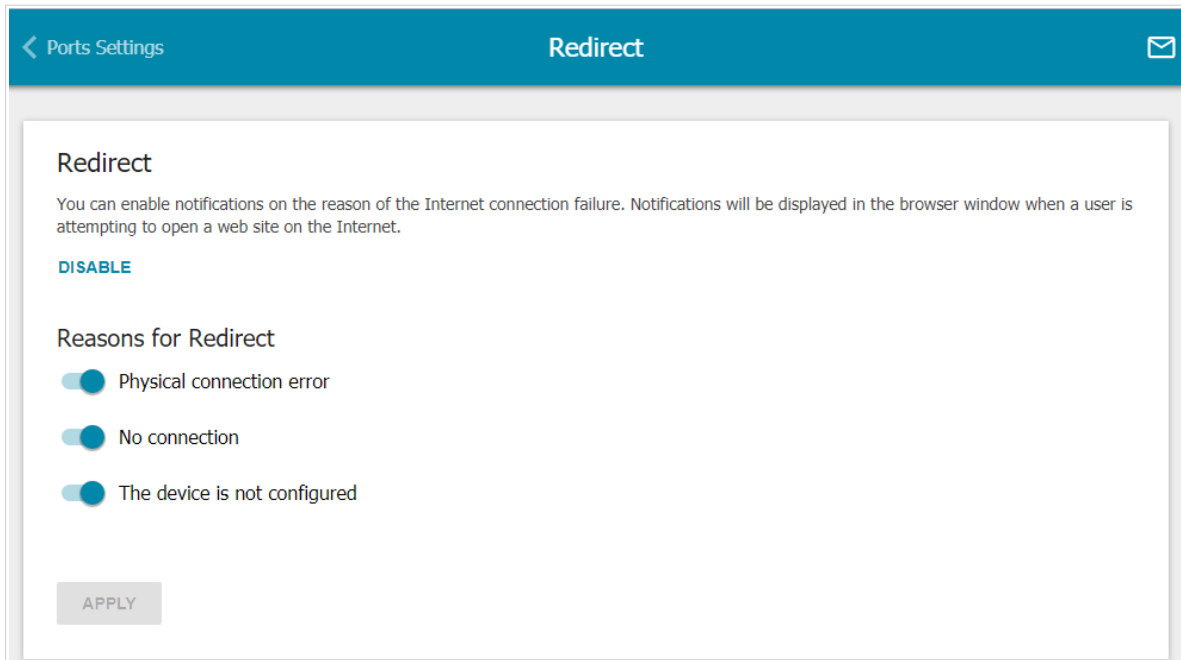 Ports Settings
Redirect
Redirect
You can enable notifications on the reason of the Internet connection failure. Notifications will be displayed in the browser window when a user is
attempting to open a web site on the Internet.
DISABLE
Reasons for Redirect
Physical connection error
No connection
The device is not configured
APPLY